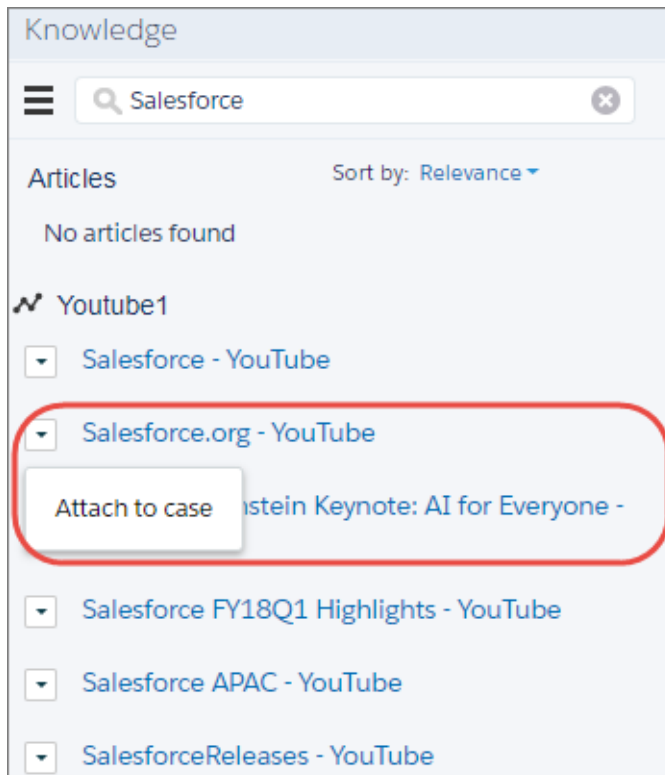 Knowledge
Salesforce
Articles Sort by: Relevance
No articles found
Youtube1
Salesforce - YouTube
Salesforce.org - YouTube
Attach to case Keynote: AI for Everyone -
Salesforce FY18Q1 Highlights - YouTube
Salesforce APAC - YouTube
SalesforceReleases - YouTube